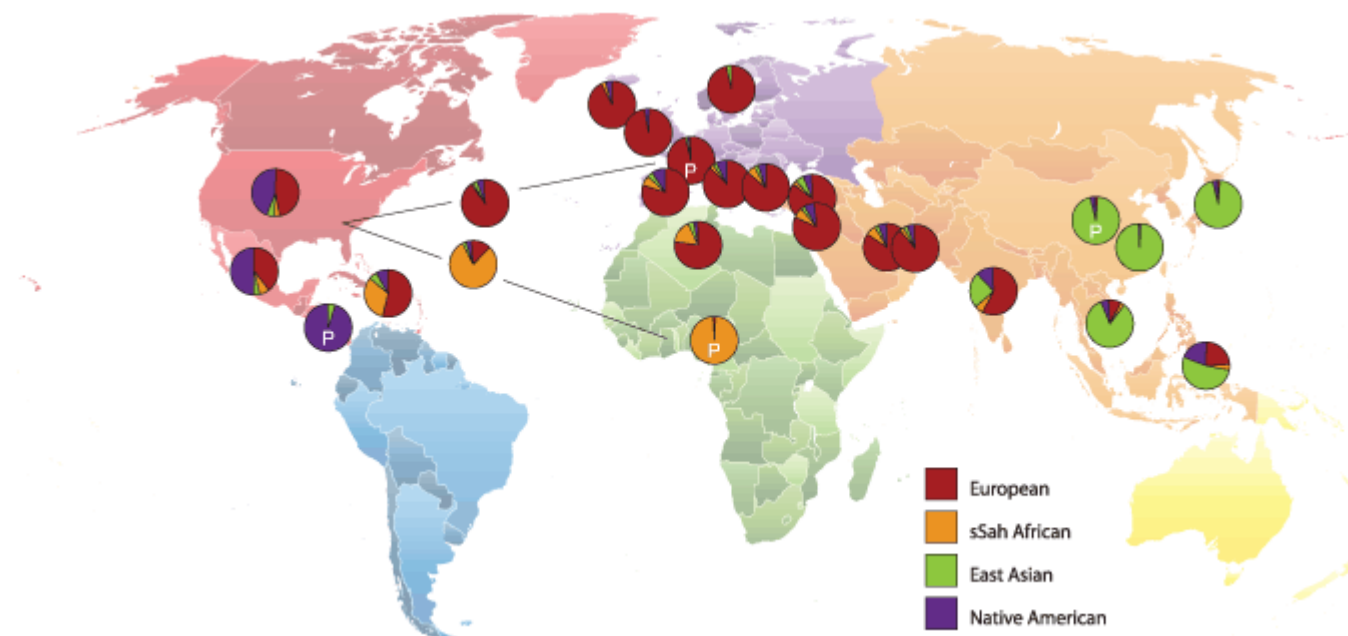 P
P
P
P
European
sSah African
East Asian
Native American